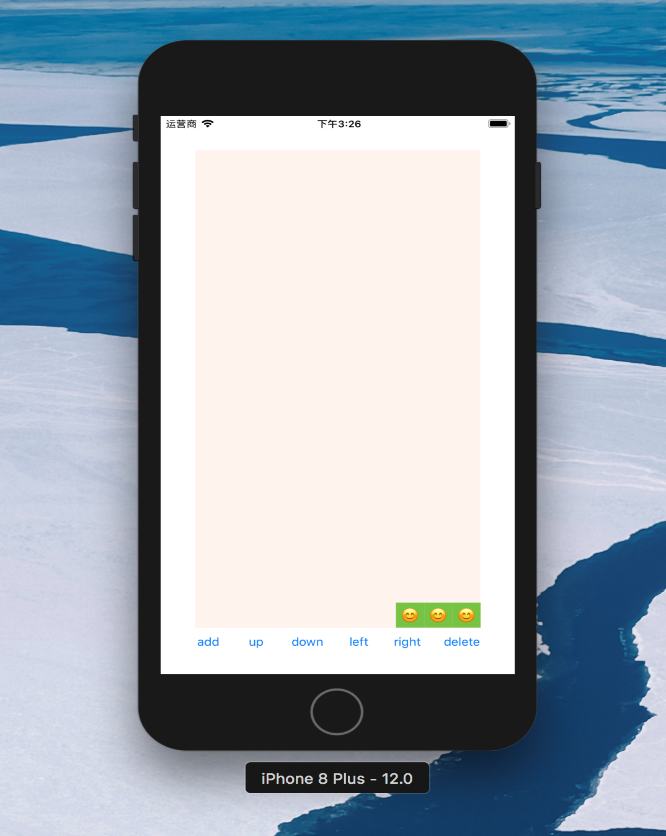 运营商 下午3:26
😊 😊 😊
add up down left right delete
iPhone 8 Plus - 12.0